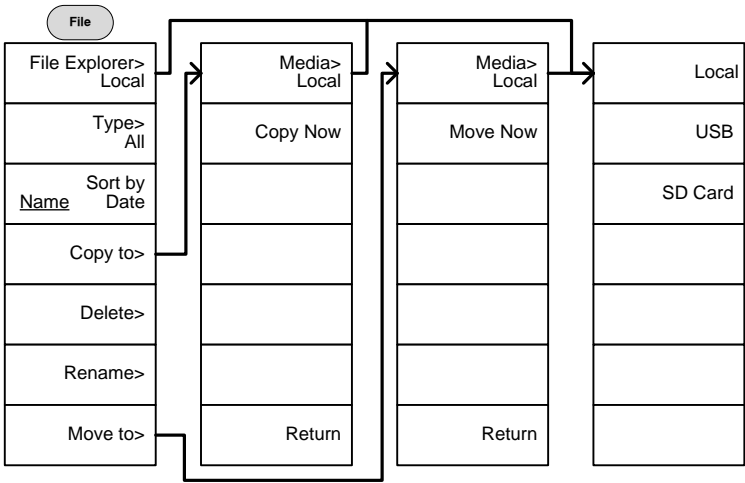 File
File Explorer>
Local
Type>
All
Sort by
Name Date
Copy to>
Delete>
Rename>
Move to>
Media>
Local
Copy Now
Return
Media>
Local
Move Now
Return
Local
USB
SD Card